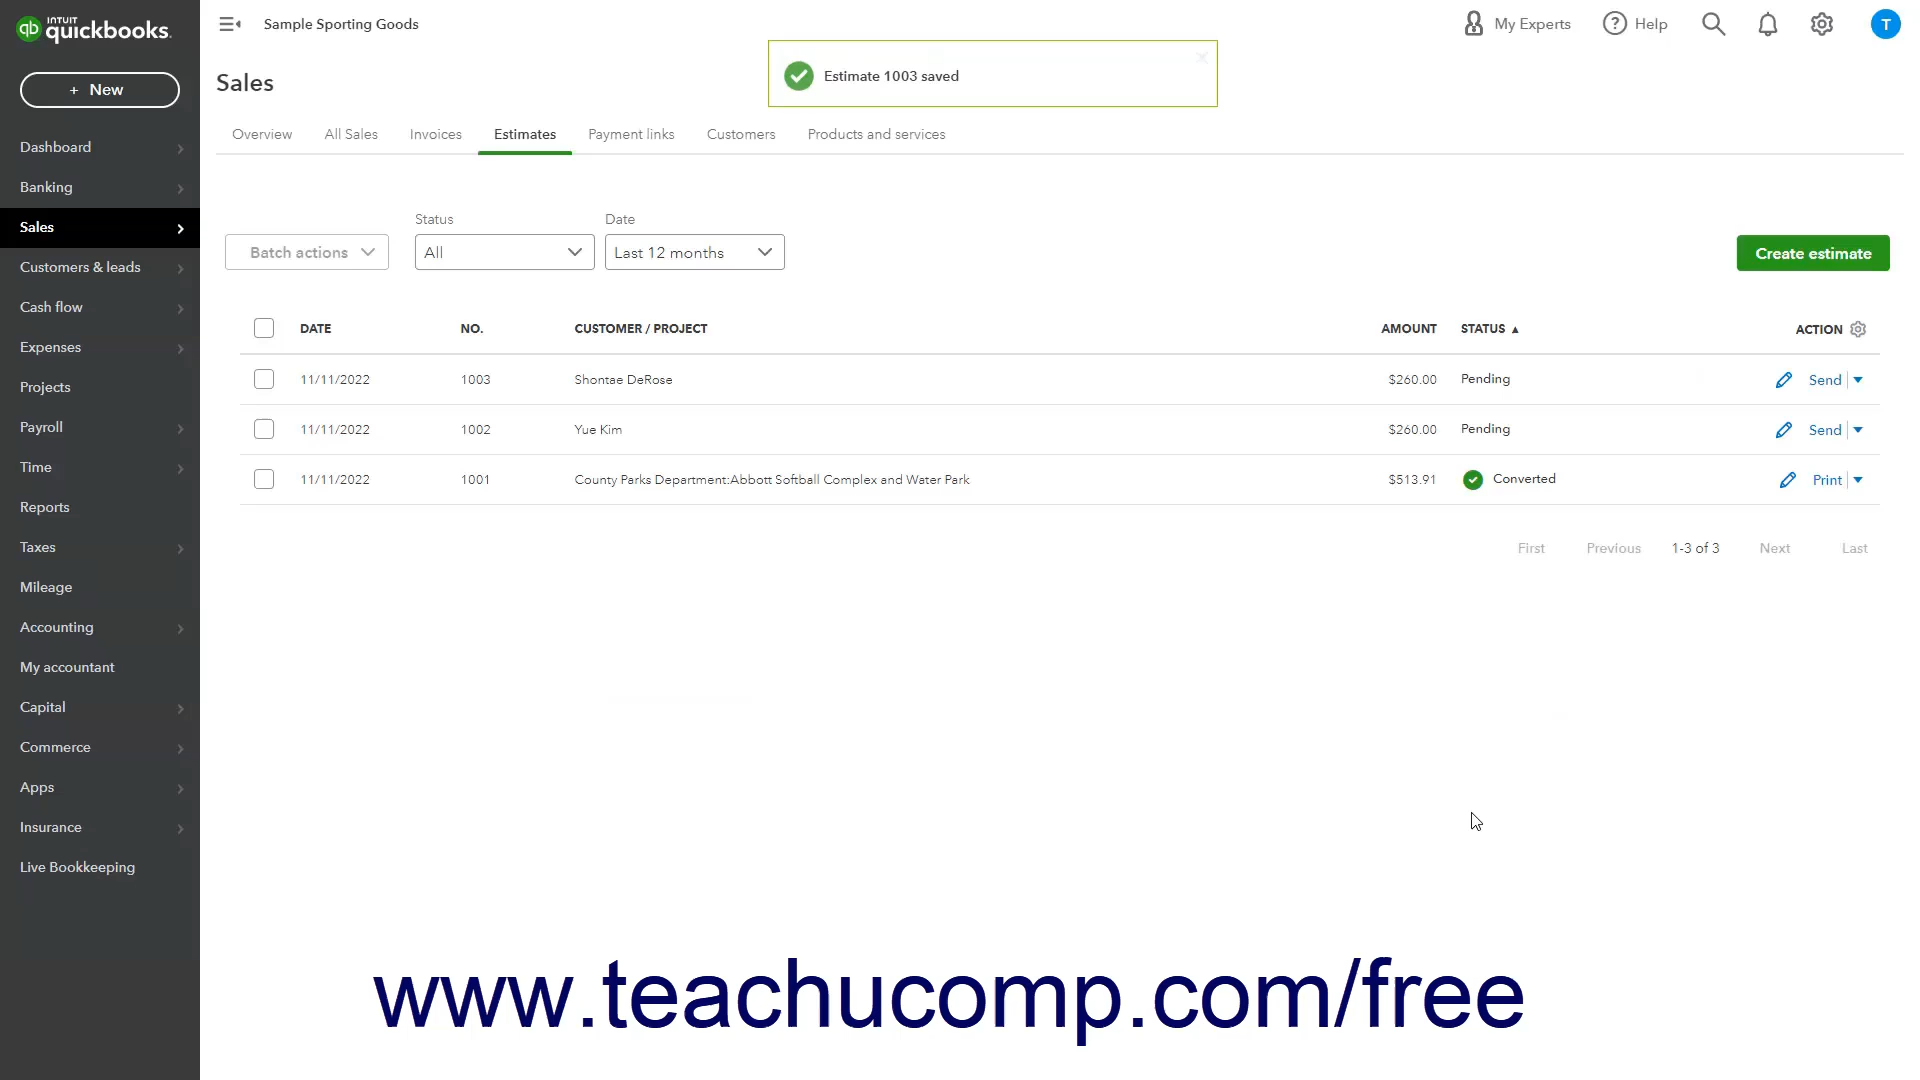 INTUIT
qb quickbooks.
Sample Sporting Goods
My Experts
? Help
T
Estimate 1003 saved
+ New
Sales
Overview All Sales Invoices Estimates Payment links Customers Products and services
Dashboard
Banking
Sales
Customers & leads
Cash flow
Expenses
Projects
Payroll
Time
Reports
Taxes
Mileage
Accounting
My accountant
Capital
Commerce
Apps
Insurance
Live Bookkeeping
Status Date
Batch actions All Last 12 months Create estimate
DATE NO. CUSTOMER / PROJECT AMOUNT STATUS ▲ ACTION
11/11/2022 1003 Shontae DeRose $260.00 Pending Send
11/11/2022 1002 Yue Kim $260.00 Pending Send
11/11/2022 1001 County Parks Department:Abbott Softball Complex and Water Park $513.91 Converted Print
First Previous 1-3 of 3 Next Last
www.teachucomp.com/free